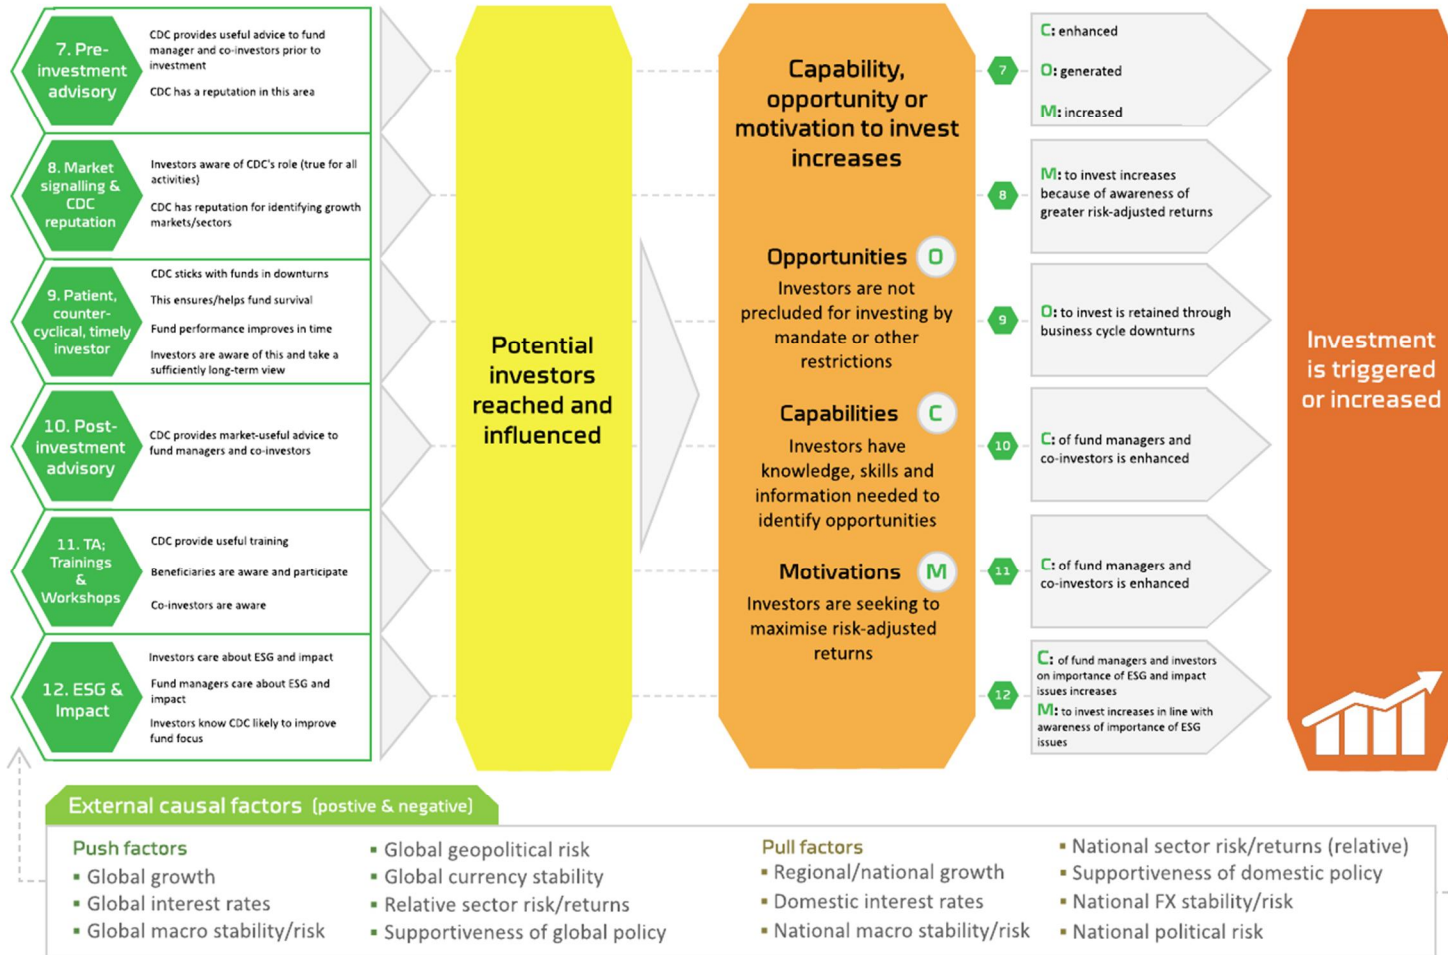 7. Pre-
investment
advisory
CDC provides useful advice to fund
manager and co-investors prior to
investment
CDC has a reputation in this area
8. Market
signalling &
CDC
reputation
Investors aware of CDC's role (true for all
activities)
CDC has reputation for identifying growth
markets/sectors
9. Patient,
counter-
cyclical, timely
investor
CDC sticks with funds in downturns
This ensures/helps fund survival
Fund performance improves in time
Investors are aware of this and take a
sufficiently long-term view
10. Post-
investment
advisory
CDC provides market-useful advice to
fund managers and co-investors
11. TA;
Trainings
&
Workshops
CDC provide useful training
Beneficiaries are aware and participate
Co-investors are aware
12. ESG &
Impact
Investors care about ESG and impact
Fund managers care about ESG and
impact
Investors know CDC likely to improve
fund focus
Potential
investors
reached and
influenced
Capability,
opportunity or
motivation to invest
increases
Opportunities O
Investors are not
precluded for investing by
mandate or other
restrictions
Capabilities C
Investors have
knowledge, skills and
information needed to
identify opportunities
Motivations M
Investors are seeking to
maximise risk-adjusted
returns
7
C: enhanced
O: generated
M: increased
8
M: to invest increases
because of awareness of
greater risk-adjusted returns
9
O: to invest is retained through
business cycle downturns
10
C: of fund managers and
co-investors is enhanced
11
C: of fund managers and
co-investors is enhanced
12
C: of fund managers and investors
on importance of ESG and impact
issues increases
M: to invest increases in line with
awareness of importance of ESG
issues
Investment
is triggered
or increased
External causal factors (postive & negative)
Push factors
▪ Global growth
▪ Global interest rates
▪ Global macro stability/risk
▪ Global geopolitical risk
▪ Global currency stability
▪ Relative sector risk/returns
▪ Supportiveness of global policy
Pull factors
▪ Regional/national growth
▪ Domestic interest rates
▪ National macro stability/risk
▪ National sector risk/returns (relative)
▪ Supportiveness of domestic policy
▪ National FX stability/risk
▪ National political risk